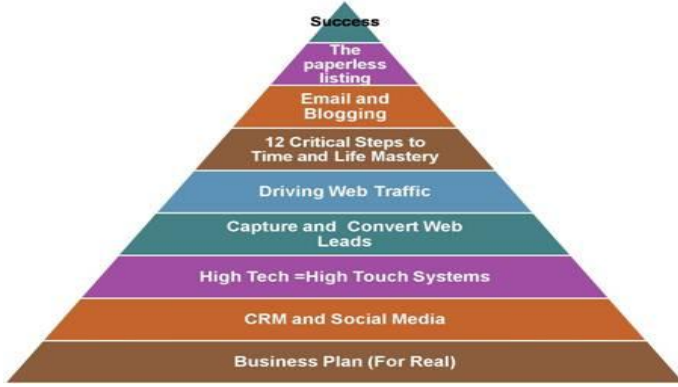 Success
The
paperless
listing
Email and
Blogging
12 Critical Steps to
Time and Life Mastery
Driving Web Traffic
Capture and  Convert Web
Leads
High Tech =High Touch Systems
CRM and Social Media
Business Plan (For Real)